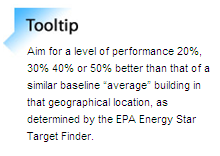 Tooltip
Aim for a level of performance 20%,
30% 40% or 50% better than that of a
similar baseline “average” building in
that geographical location, as
determined by the EPA Energy Star
Target Finder.